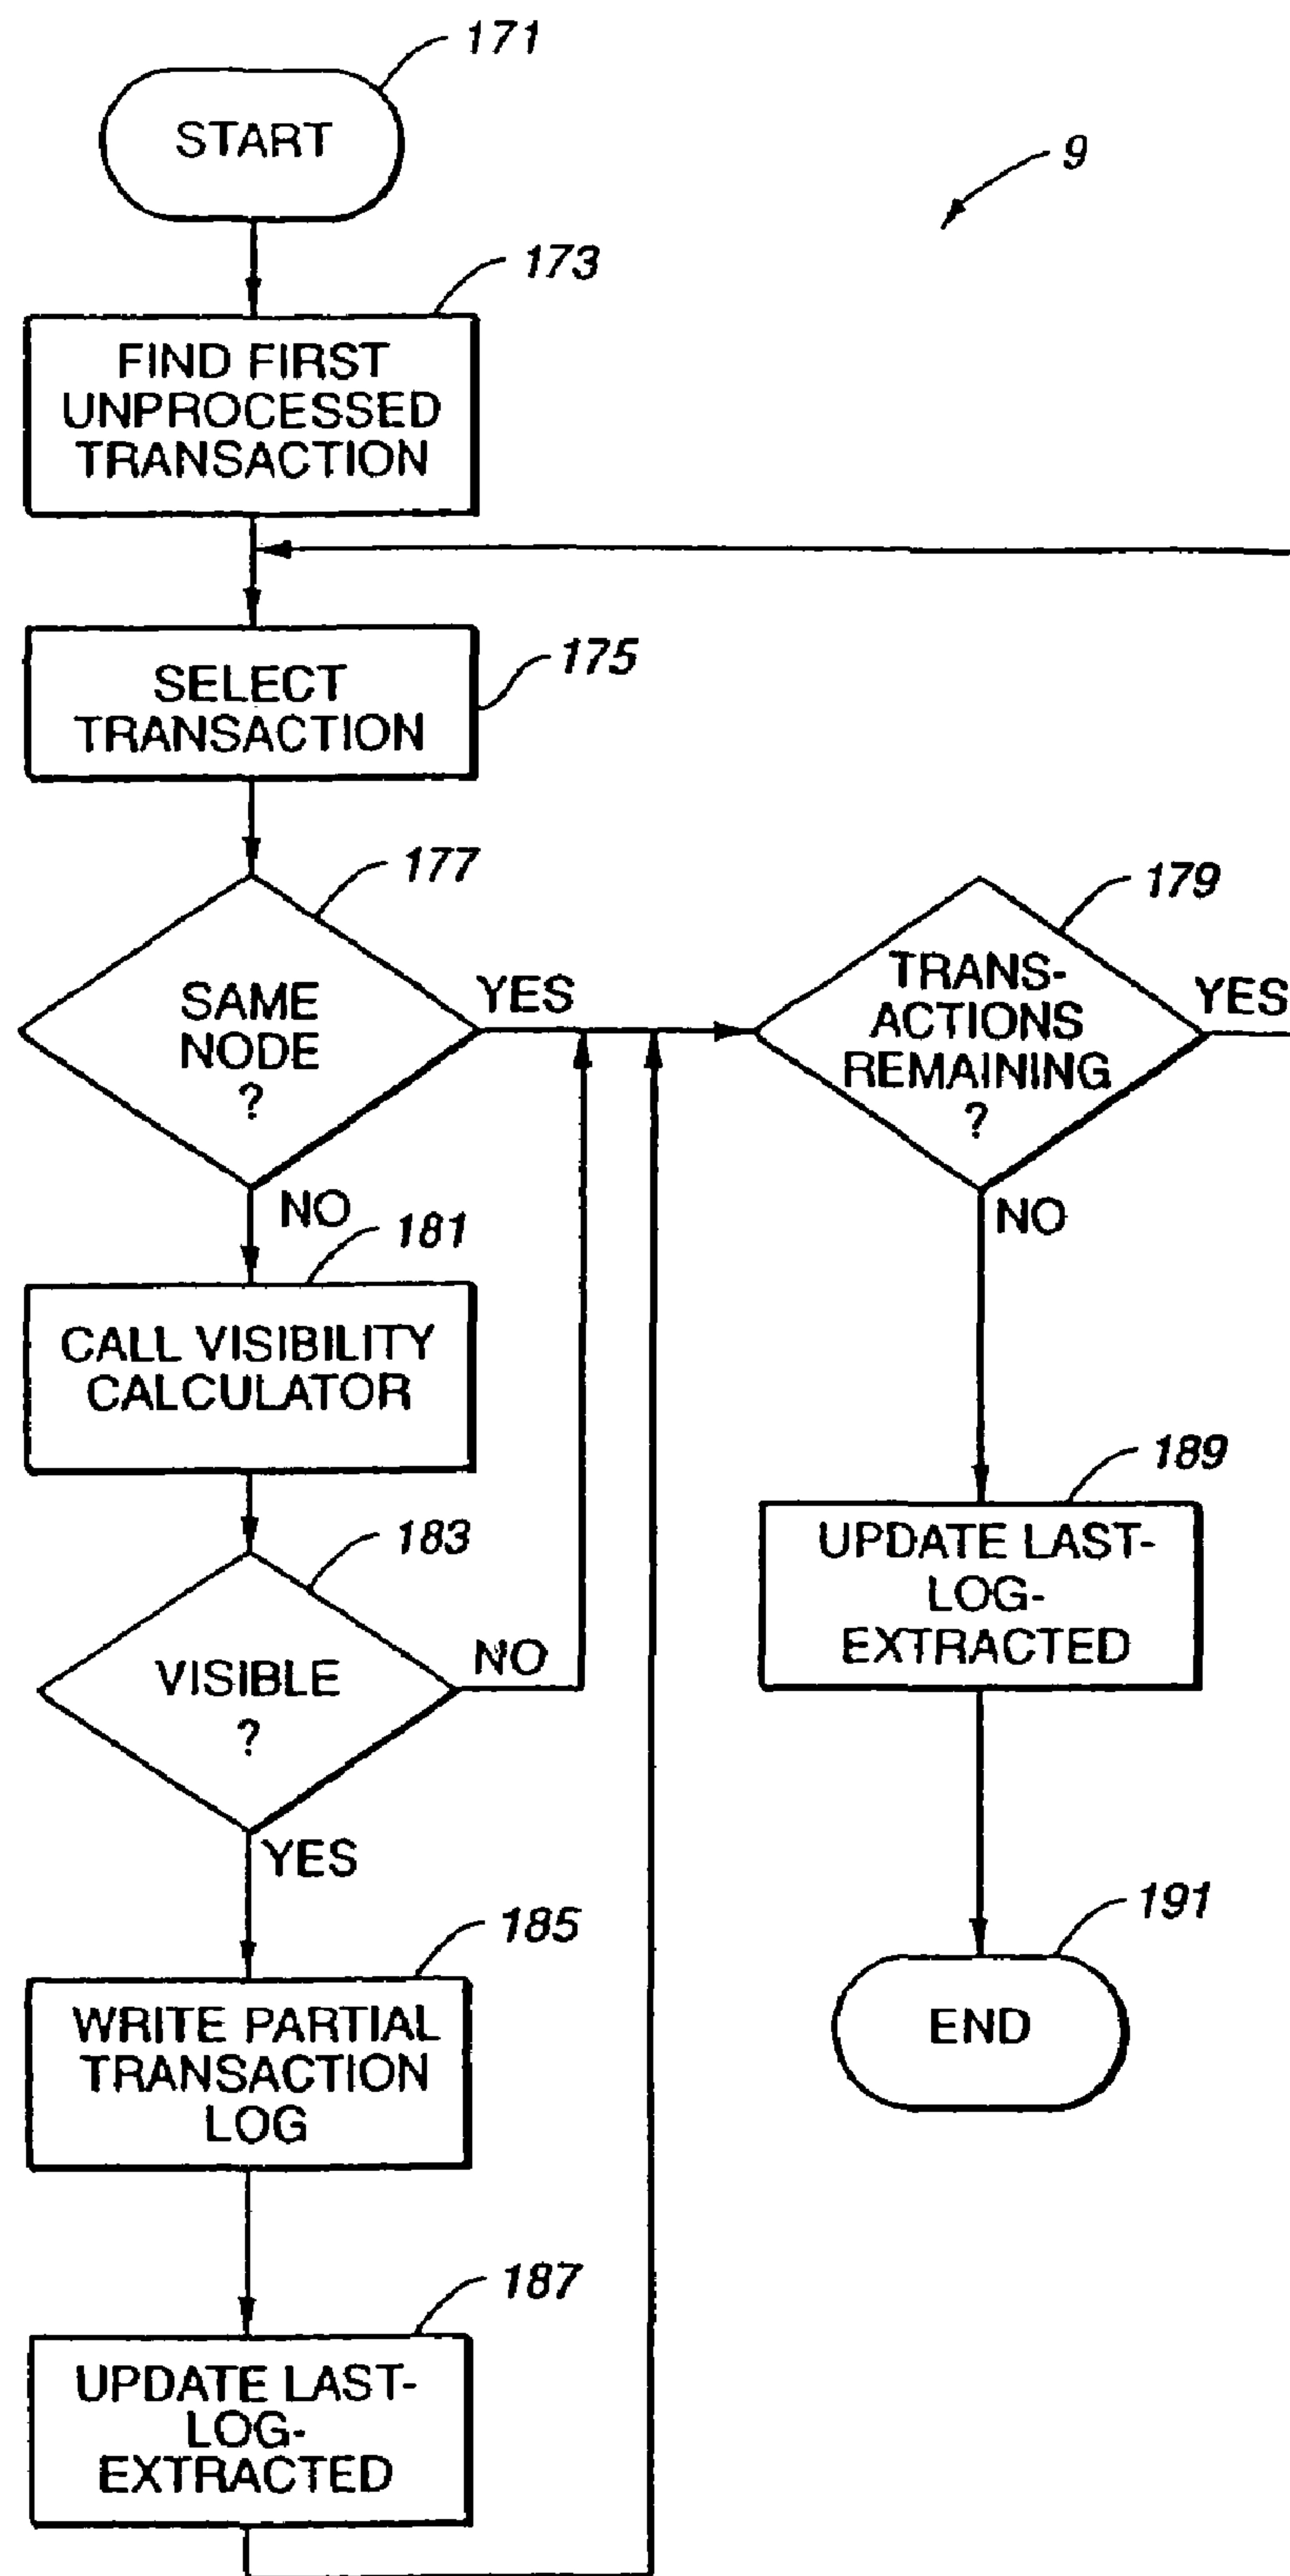 171
START
9
173
FIND FIRST
UNPROCESSED
TRANSACTION
175
SELECT
TRANSACTION
177
SAME
NODE
?
YES
NO
179
TRANS-
ACTIONS
REMAINING
?
YES
NO
181
CALL VISIBILITY
CALCULATOR
183
VISIBLE
?
NO
YES
185
WRITE PARTIAL
TRANSACTION
LOG
187
UPDATE LAST-
LOG-
EXTRACTED
189
UPDATE LAST-
LOG-
EXTRACTED
191
END